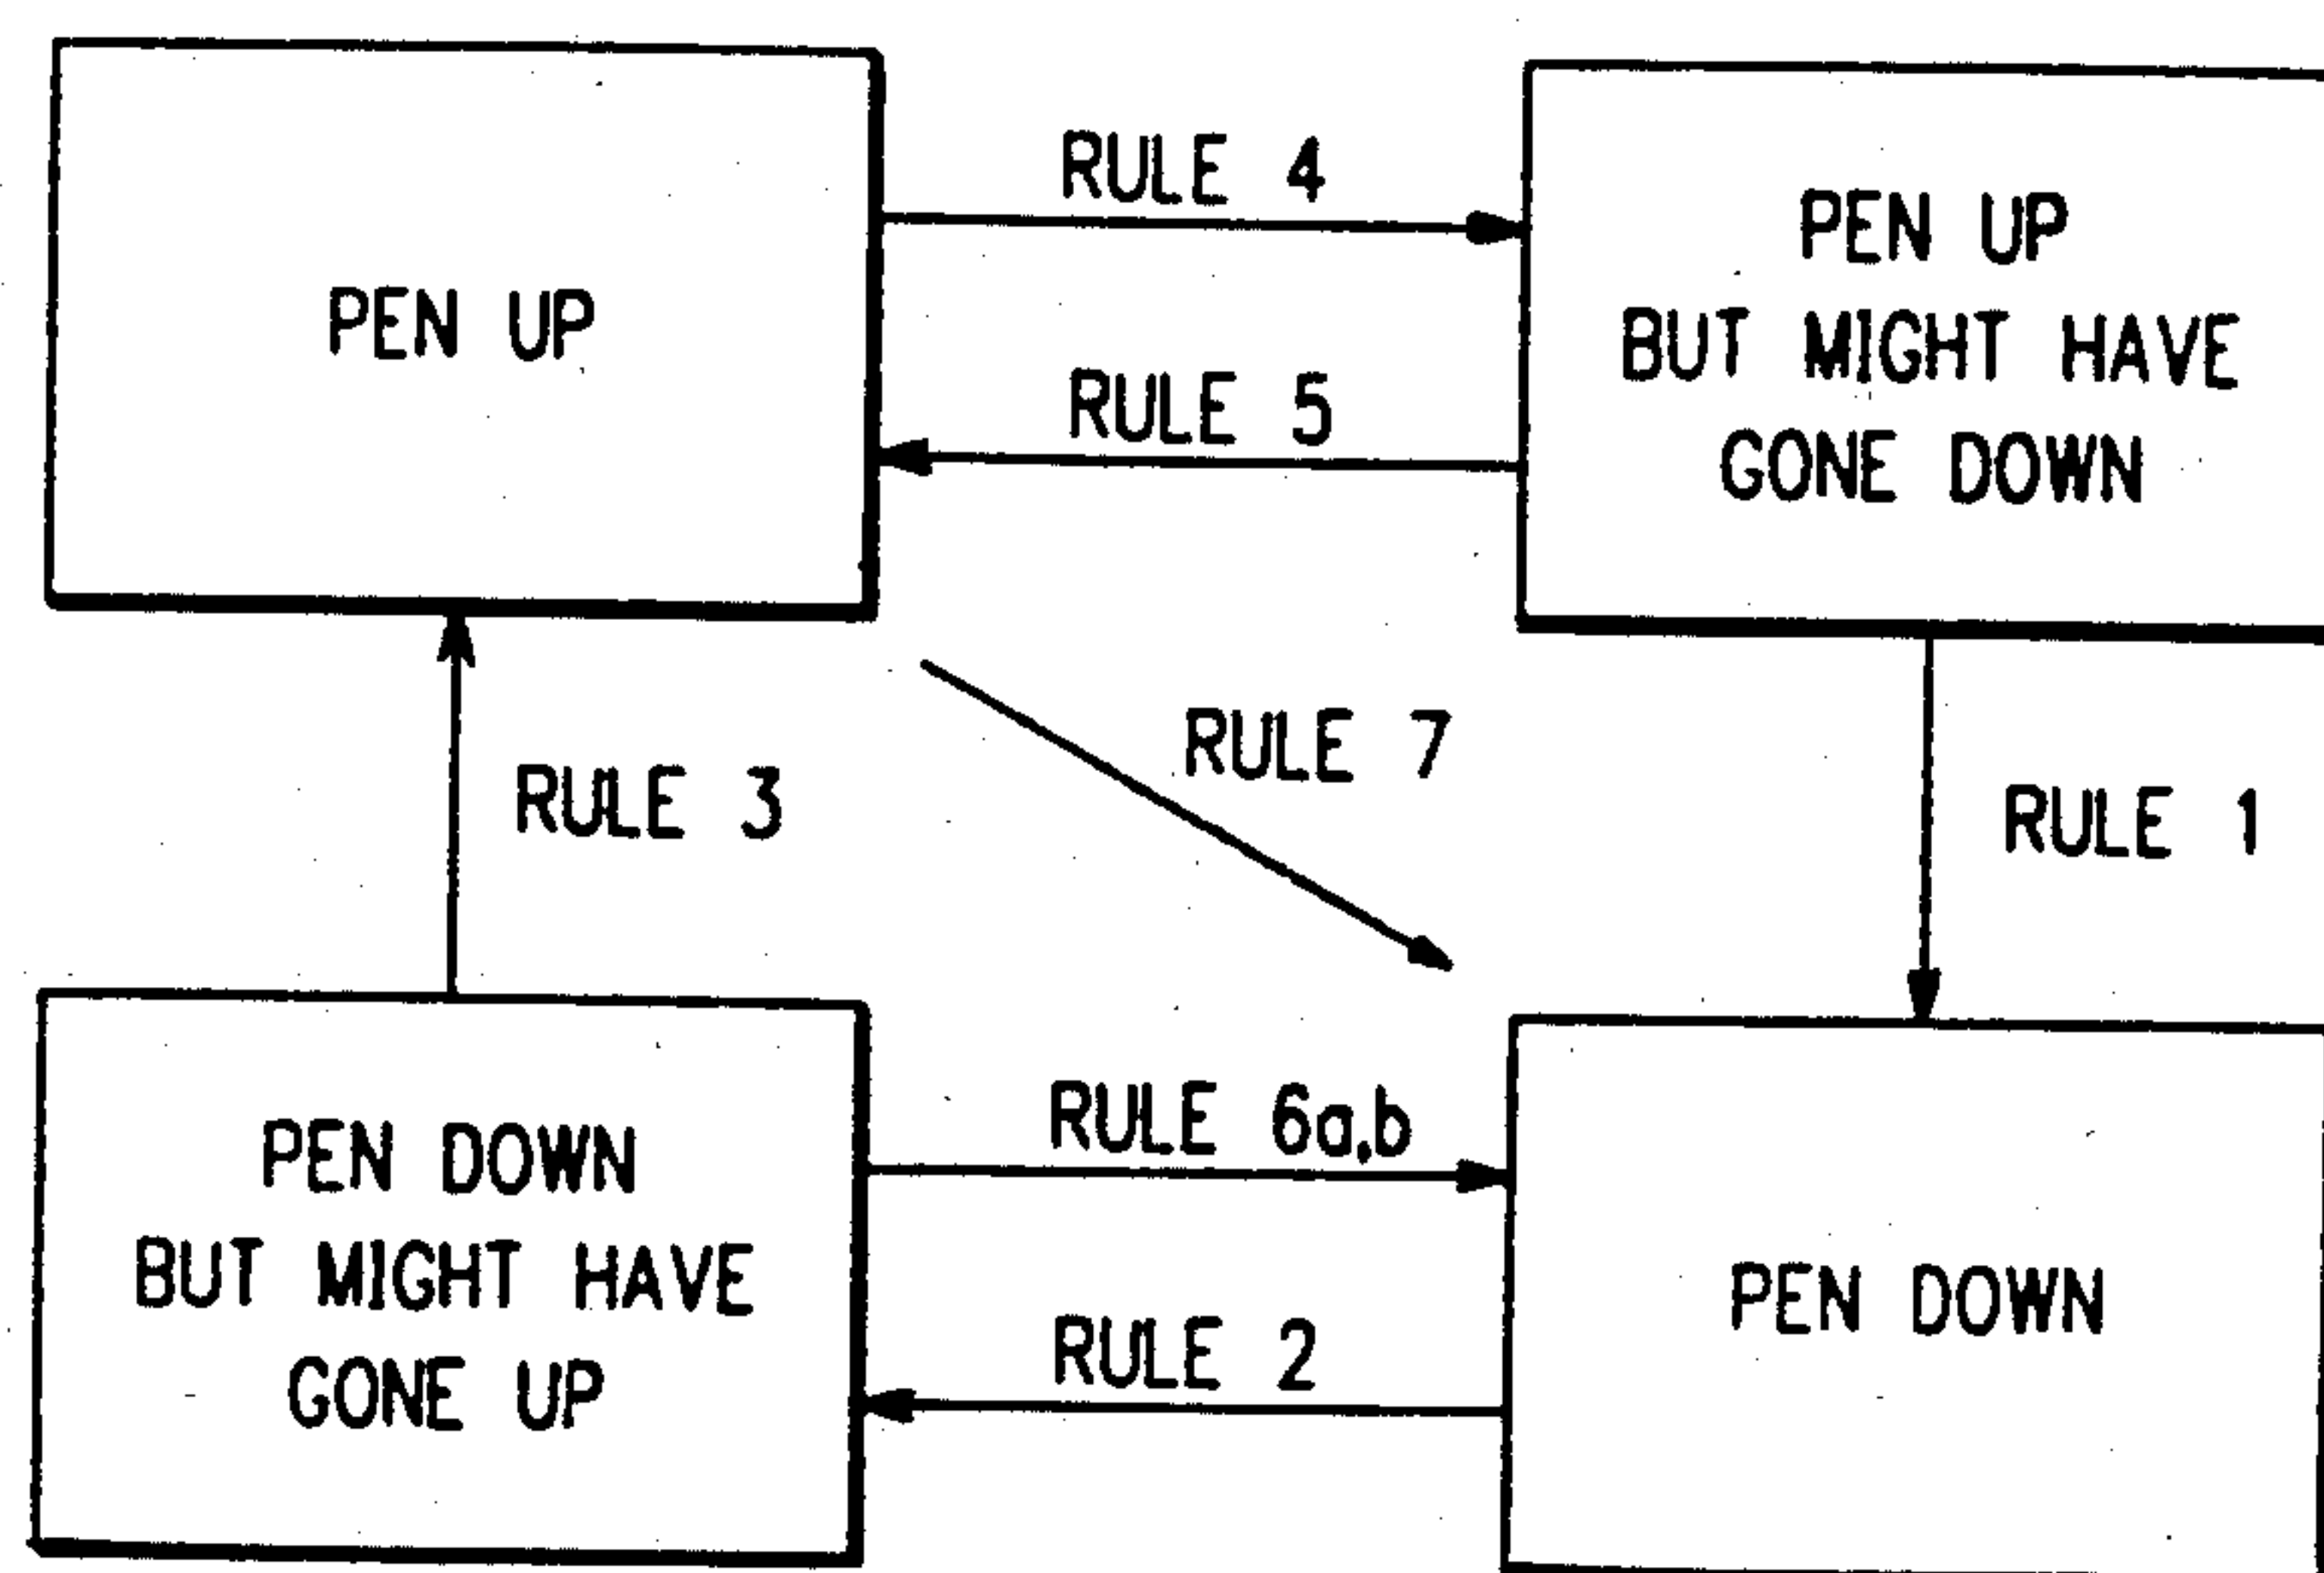 RULE 4
PEN UP
RULE 5
PEN UP
BUT MIGHT HAVE
GONE DOWN
RULE 3
RULE 7
RULE 1
PEN DOWN
BUT MIGHT HAVE
GONE UP
RULE 6a,b
RULE 2
PEN DOWN